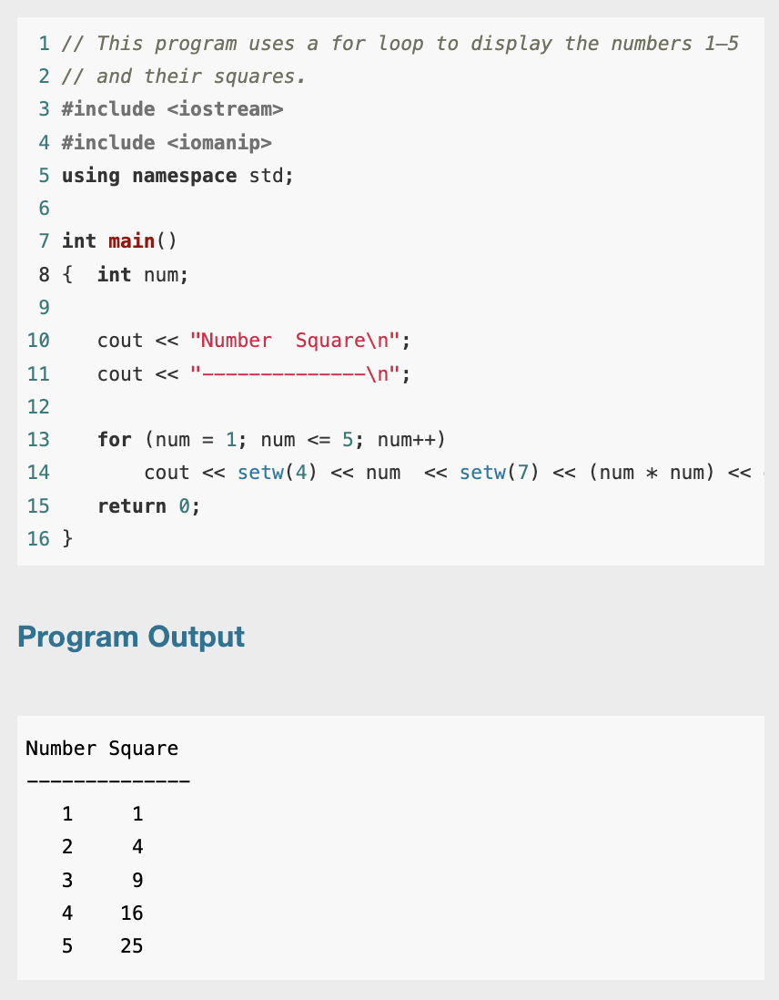 1 // This program uses a for loop to display the numbers 1–5
2 // and their squares.
3 #include <iostream>
4 #include <iomanip>
5 using namespace std;
6
7 int main()
8 {  int num;
9
10    cout << "Number  Square\n";
11    cout << "--------------\n";
12
13    for (num = 1; num <= 5; num++)
14        cout << setw(4) << num  << setw(7) << (num * num) <<
15    return 0;
16 }
Program Output
Number Square
--------------
   1     1
   2     4
   3     9
   4    16
   5    25